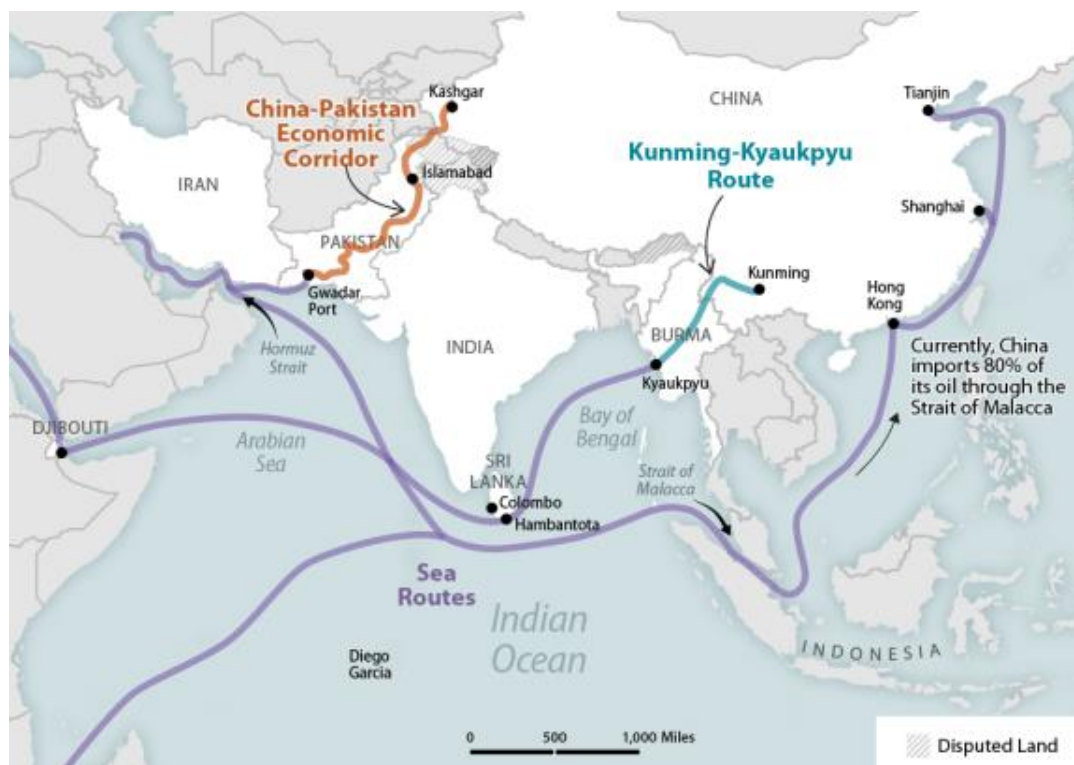 Kashgar
China-Pakistan
Economic
Corridor
CHINA
Tianjin
Kunming-Kyaukpyu
Route
IRAN
Islamabad
Shanghai
PAKISTAN
Gwadar
Port
Kunming
Hong
Kong
Hormuz
Strait
INDIA
BURMA
Kyaukpyu
Currently, China
imports 80% of
its oil through the
Strait of Malacca
DJIBOUTI
Arabian
Sea
Bay of
Bengal
SRI
LANKA
Strait of
Malacca
Colombo
Hambantota
Sea
Routes
Indian
Ocean
Diego
Garcia
INDONESIA
0 500 1,000 Miles
Disputed Land